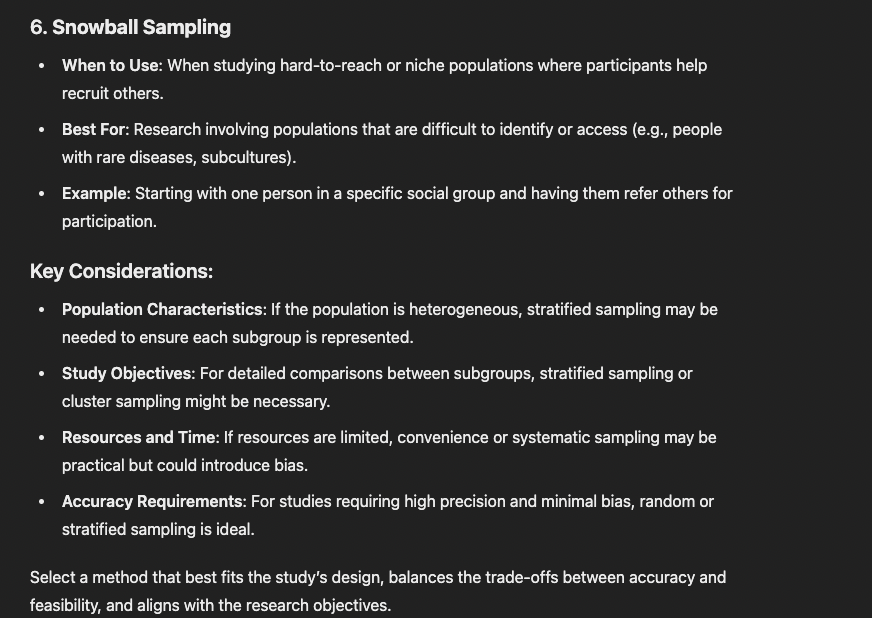 6. Snowball Sampling
• When to Use: When studying hard-to-reach or niche populations where participants help
recruit others.
• Best For: Research involving populations that are difficult to identify or access (e.g., people
with rare diseases, subcultures).
• Example: Starting with one person in a specific social group and having them refer others for
participation.
Key Considerations:
• Population Characteristics: If the population is heterogeneous, stratified sampling may be
needed to ensure each subgroup is represented.
• Study Objectives: For detailed comparisons between subgroups, stratified sampling or
cluster sampling might be necessary.
• Resources and Time: If resources are limited, convenience or systematic sampling may be
practical but could introduce bias.
• Accuracy Requirements: For studies requiring high precision and minimal bias, random or
stratified sampling is ideal.
Select a method that best fits the study’s design, balances the trade-offs between accuracy and
feasibility, and aligns with the research objectives.